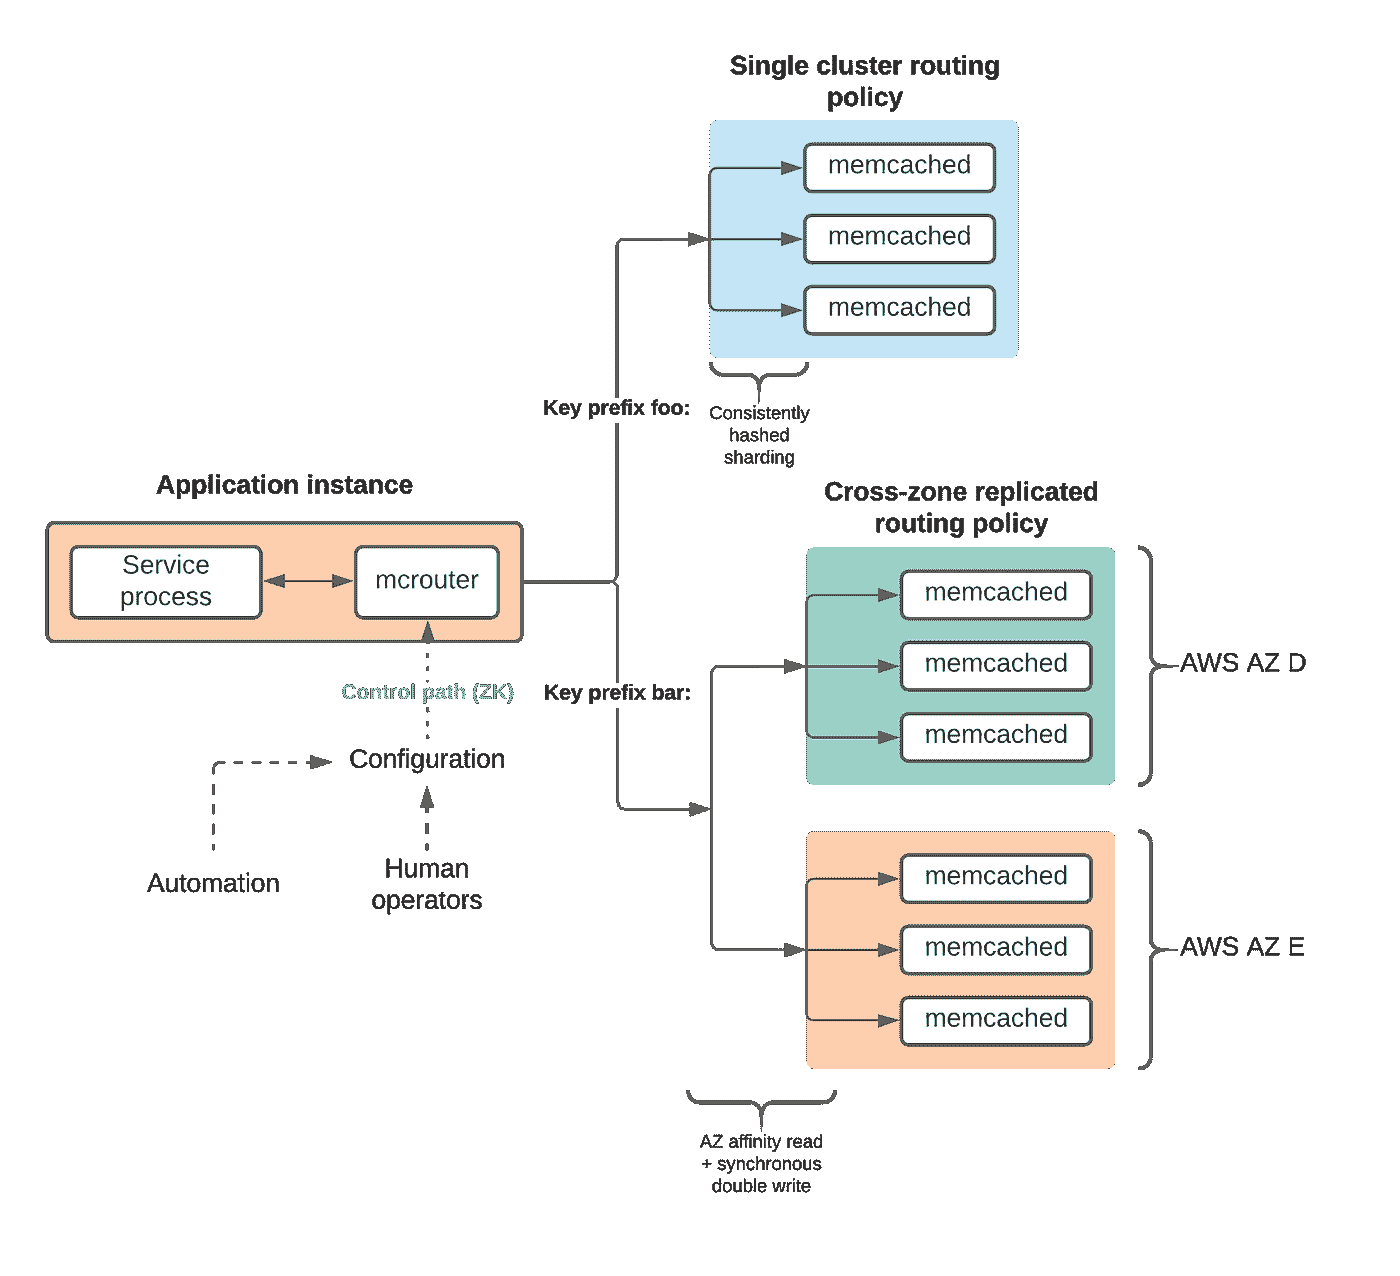 Single cluster routing
policy
memcached
memcached
memcached
Key prefix foo:
Consistently
hashed
sharding
Application instance
Service
process
mcrouter
Cross-zone replicated
routing policy
memcached
memcached
memcached
AWS AZ D
Control path (ZK)
Key prefix bar:
Configuration
Automation
Human
operators
memcached
memcached
memcached
AWS AZ E
AZ affinity read
+ synchronous
double write